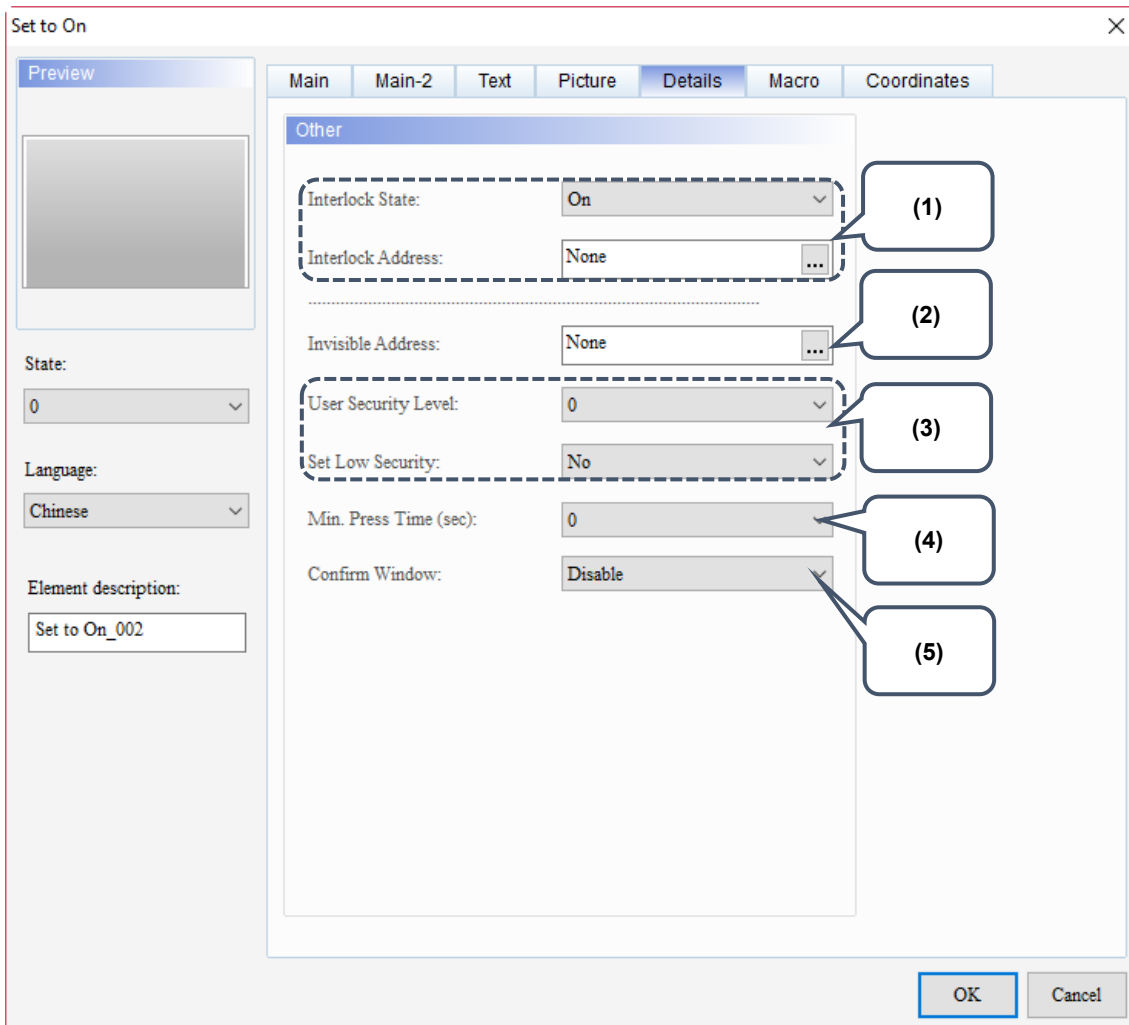 Set to On
Preview
Main Main-2 Text Picture Details Macro Coordinates
Other
Interlock State: On
(1)
Interlock Address: None ...
(2)
Invisible Address: None ...
State:
0
User Security Level: 0
(3)
Set Low Security: No
Language:
Chinese
Min. Press Time (sec): 0
(4)
Confirm Window: Disable
Element description:
Set to On_002
(5)
OK Cancel